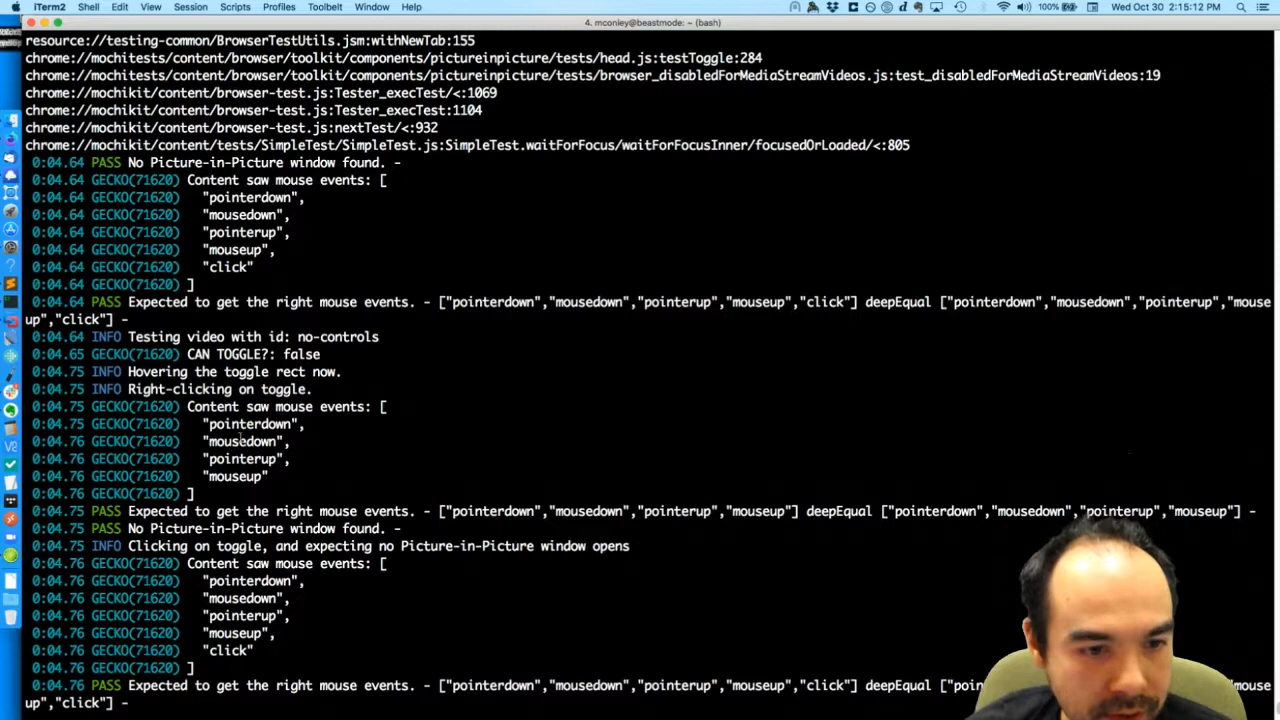 iTerm2 Shell Edit View Session Scripts Profiles Toolbelt Window Help
100% Wed Oct 30 2:15:12 PM
4. mconley@beastmode: ~ (bash)
resource://testing-common/BrowserTestUtils.jsm:withNewTab:155
chrome://mochitests/content/browser/toolkit/components/pictureinpicture/tests/head.js:testToggle:284
chrome://mochitests/content/browser/toolkit/components/pictureinpicture/tests/browser_disabledForMediaStreamVideos.js:test_disabledForMediaStreamVideos:19
chrome://mochikit/content/browser-test.js:Tester_execTest/<:1069
chrome://mochikit/content/browser-test.js:Tester_execTest:1104
chrome://mochikit/content/browser-test.js:nextTest/<:932
chrome://mochikit/content/tests/SimpleTest/SimpleTest.js:SimpleTest.waitForFocus/waitForFocusInner/focusedOrLoaded/<:805
0:04.64 PASS No Picture-in-Picture window found. -
0:04.64 GECKO(71620) Content saw mouse events: [
0:04.64 GECKO(71620) "pointerdown",
0:04.64 GECKO(71620) "mousedown",
0:04.64 GECKO(71620) "pointerup",
0:04.64 GECKO(71620) "mouseup",
0:04.64 GECKO(71620) "click"
0:04.64 GECKO(71620) ]
0:04.64 PASS Expected to get the right mouse events. - ["pointerdown","mousedown","pointerup","mouseup","click"] deepEqual ["pointerdown","mousedown","pointerup","mouse
up","click"] -
0:04.64 INFO Testing video with id: no-controls
0:04.65 GECKO(71620) CAN TOGGLE?: false
0:04.75 INFO Hovering the toggle rect now.
0:04.75 INFO Right-clicking on toggle.
0:04.75 GECKO(71620) Content saw mouse events: [
0:04.75 GECKO(71620) "pointerdown",
0:04.76 GECKO(71620) "mousedown",
0:04.76 GECKO(71620) "pointerup",
0:04.76 GECKO(71620) "mouseup"
0:04.76 GECKO(71620) ]
0:04.75 PASS Expected to get the right mouse events. - ["pointerdown","mousedown","pointerup","mouseup"] deepEqual ["pointerdown","mousedown","pointerup","mouseup"] -
0:04.75 PASS No Picture-in-Picture window found. -
0:04.75 INFO Clicking on toggle, and expecting no Picture-in-Picture window opens
0:04.76 GECKO(71620) Content saw mouse events: [
0:04.76 GECKO(71620) "pointerdown",
0:04.76 GECKO(71620) "mousedown",
0:04.76 GECKO(71620) "pointerup",
0:04.76 GECKO(71620) "mouseup",
0:04.76 GECKO(71620) "click"
0:04.76 GECKO(71620) ]
0:04.76 PASS Expected to get the right mouse events. - ["pointerdown","mousedown","pointerup","mouseup","click"] deepEqual ["poin "mouse
up","click"] -